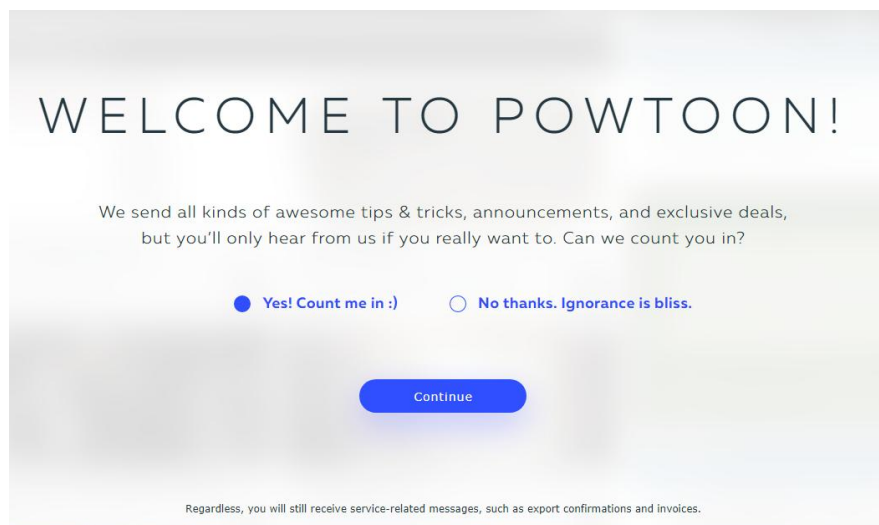 WELCOME TO POWTOON!
We send all kinds of awesome tips & tricks, announcements, and exclusive deals,
but you'll only hear from us if you really want to. Can we count you in?
Yes! Count me in :) No thanks. Ignorance is bliss.
Continue
Regardless, you will still receive service-related messages, such as export confirmations and invoices.